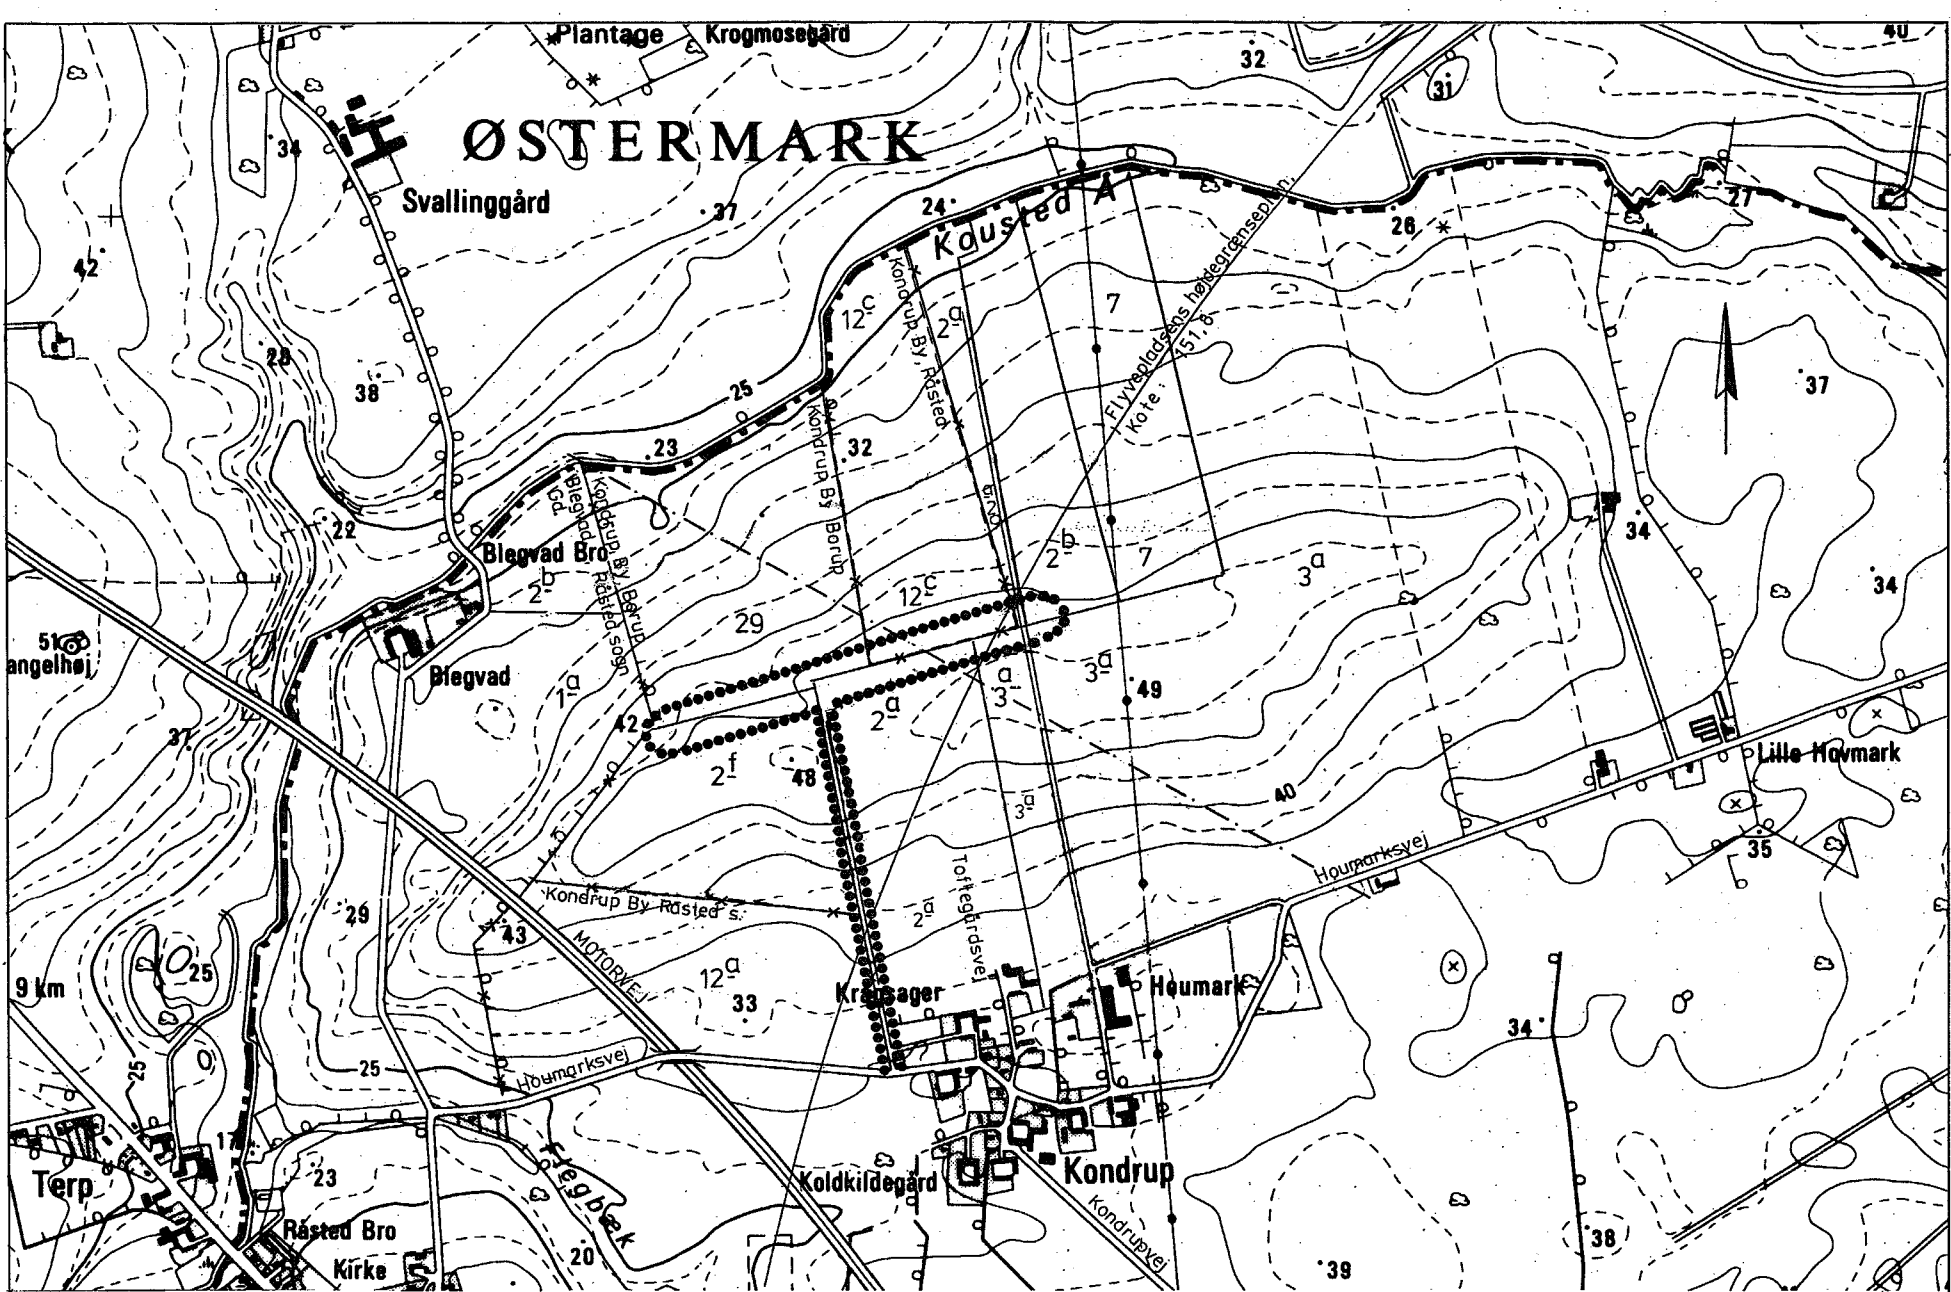 Plantage
Krogmosegård
40
32
31
34
ØSTERMARK
Svallinggård
37
24
Kousted Å
26
27
42
12c
2a
7
Kondrup By, Råsted
Flyvepladsens højdegrænseplan.
Kote: 151,8
28
38
25
37
23
32
Kondrup By Borup
Blegvad Gd.
Kondrup By, Borup
Råsted sogn
22
Blegvad Bro
2b
34
2b
7
3a
34
12c
29
51
angelhøj
Blegvad
1a
3a
3a
49
42
2a
37
2f
48
Lille Hovmark
40
3a
Houmarksvej
35
Kondrup By Råsted s.
29
43
2a
Toftegårdsvej
MOTORVEJ
12a
33
25
9 km
Kragsager
Houmark
34
25
25
Houmarksvej
17
Terp
23
Fjegbæk
Koldkildegård
Kondrup
Kondrupvej
Råsted Bro
20
Kirke
38
39